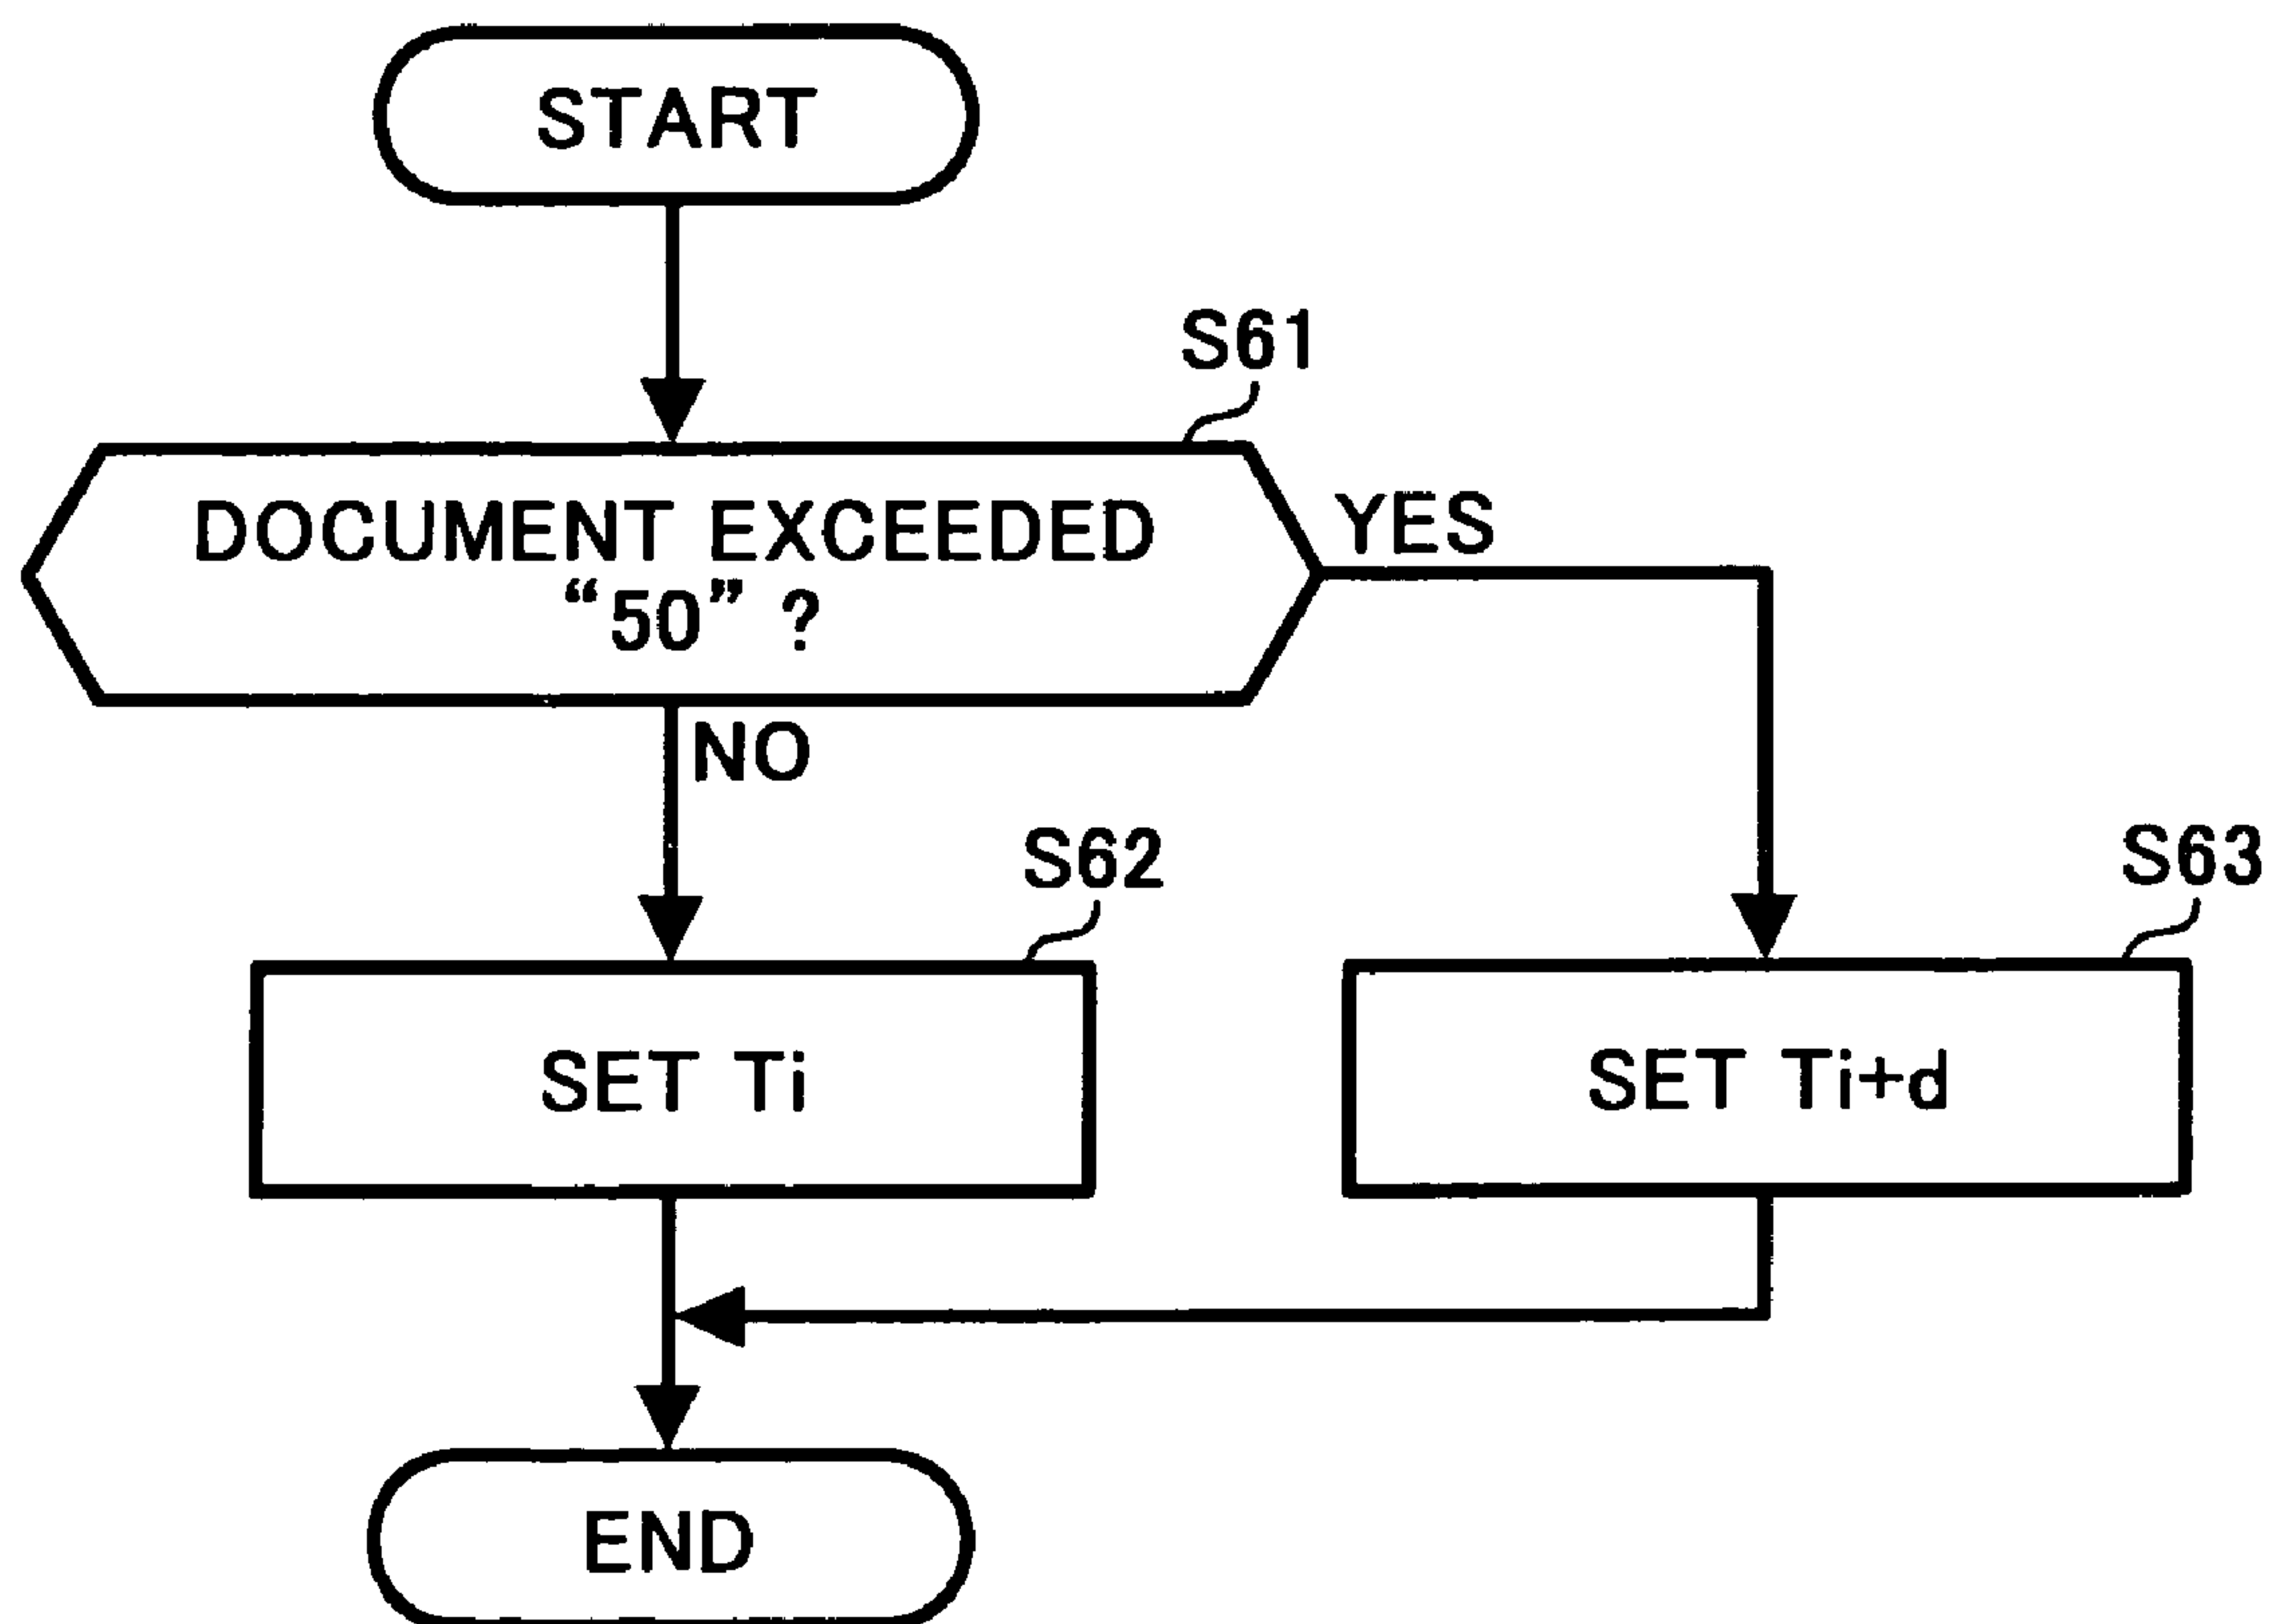 START
S61
DOCUMENT EXCEEDED
“50” ?
YES
NO
S62
S63
SET Ti
SET Ti+d
END